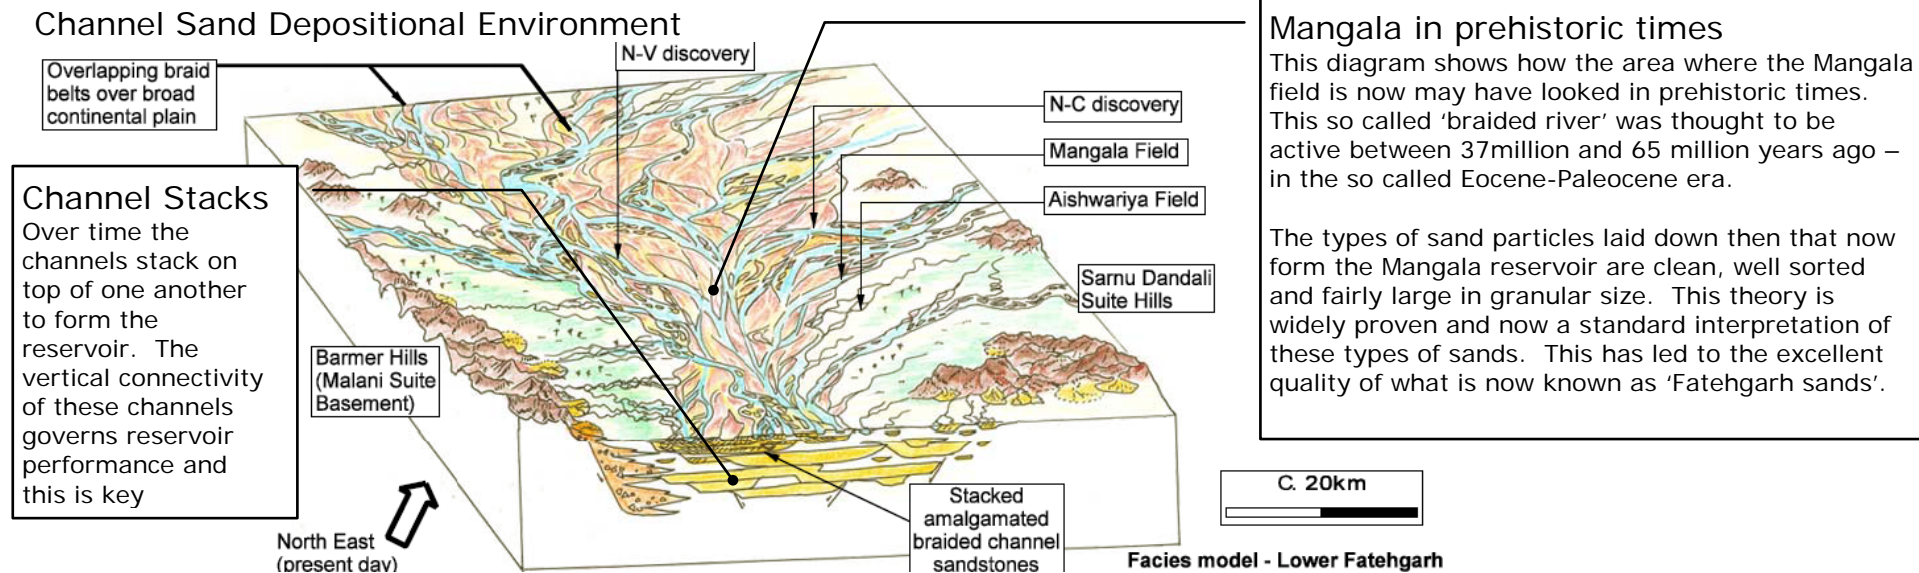 Channel Sand Depositional Environment
Overlapping braid
belts over broad
continental plain
N-V discovery
N-C discovery
Mangala Field
Aishwariya Field
Sarnu Dandali
Suite Hills
Channel Stacks
Over time the
channels stack on
top of one another
to form the
reservoir. The
vertical connectivity
of these channels
governs reservoir
performance and
this is key
Barmer Hills
(Malani Suite
Basement)
North East
(present day)
Stacked
amalgamated
braided channel
sandstones
C. 20km
Facies model - Lower Fatehgarh
Mangala in prehistoric times
This diagram shows how the area where the Mangala
field is now may have looked in prehistoric times.
This so called ‘braided river’ was thought to be
active between 37million and 65 million years ago –
in the so called Eocene-Paleocene era.
The types of sand particles laid down then that now
form the Mangala reservoir are clean, well sorted
and fairly large in granular size. This theory is
widely proven and now a standard interpretation of
these types of sands. This has led to the excellent
quality of what is now known as ‘Fatehgarh sands’.